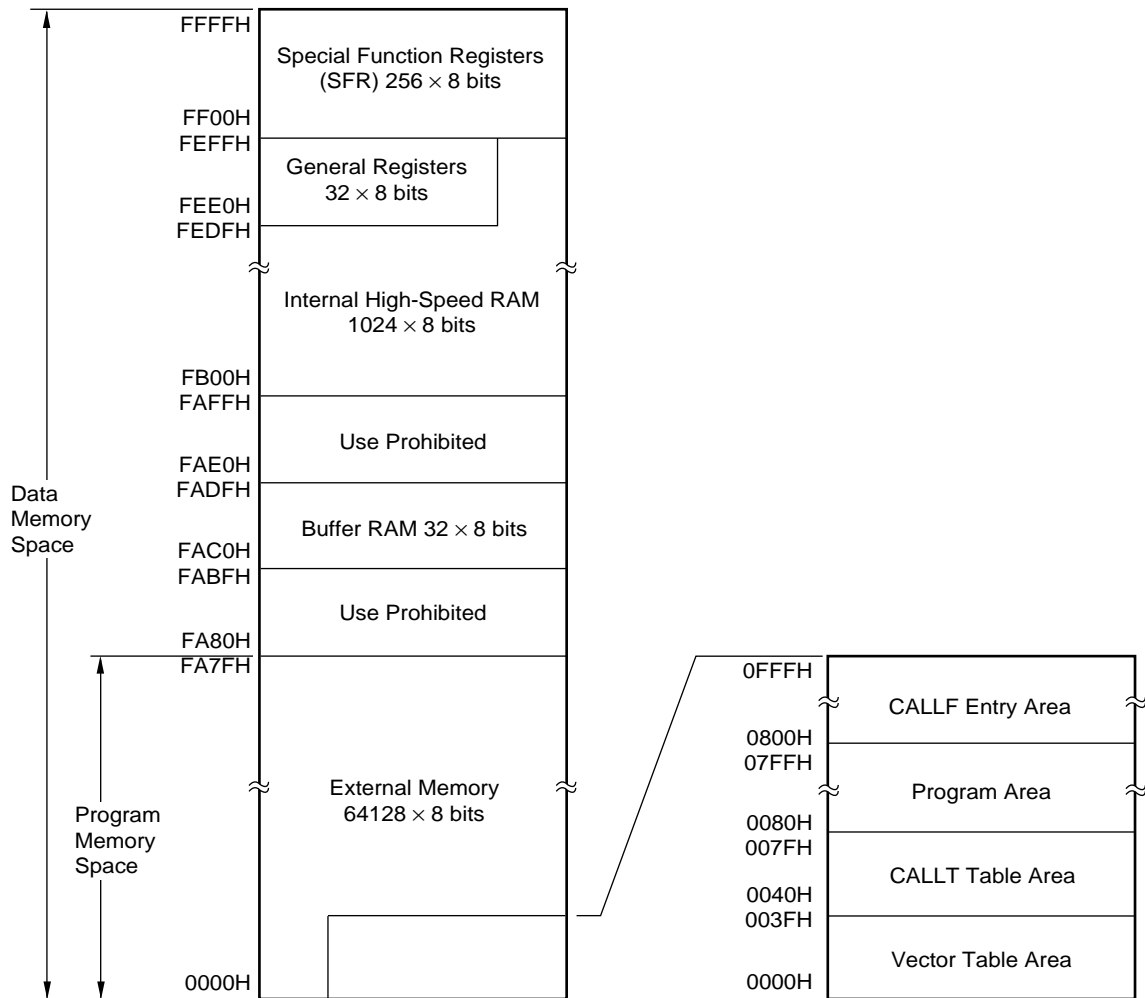 FFFFH
Special Function Registers
(SFR) 256 × 8 bits
FF00H
FEFFH
General Registers
32 × 8 bits
FEE0H
FEDFH
Internal High-Speed RAM
1024 × 8 bits
FB00H
FAFFH
Use Prohibited
FAE0H
FADFH
Data
Memory
Space
Buffer RAM 32 × 8 bits
FAC0H
FABFH
Use Prohibited
FA80H
FA7FH
External Memory
64128 × 8 bits
Program
Memory
Space
0000H
0FFFH
CALLF Entry Area
0800H
07FFH
Program Area
0080H
007FH
CALLT Table Area
0040H
003FH
Vector Table Area
0000H